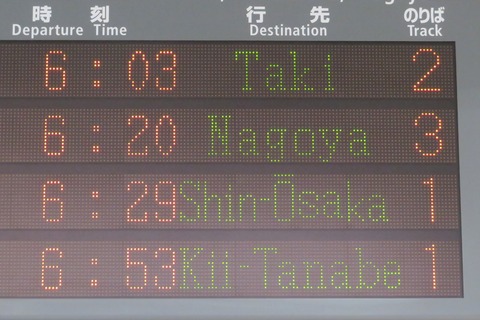 時刻 行先 のりば
Departure Time Destination Track
6:03 Taki 2
6:20 Nagoya 3
6:29 Shin-Ōsaka 1
6:53 Kii-Tanabe 1